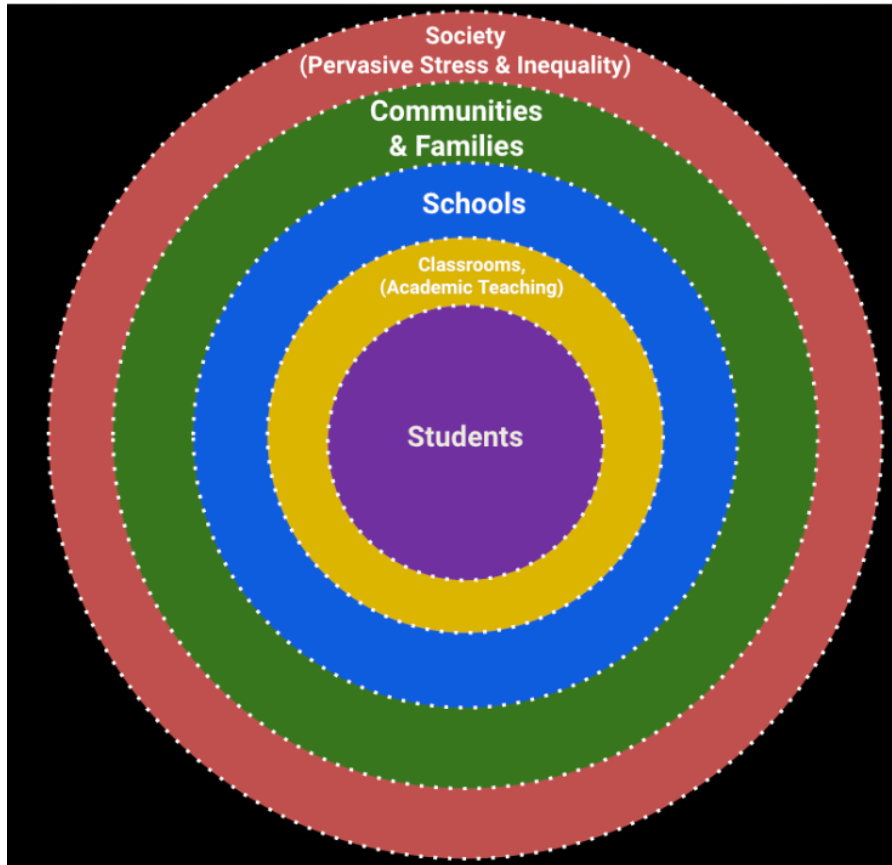 Society
(Pervasive Stress & Inequality)
Communities
& Families
Schools
Classrooms,
(Academic Teaching)
Students